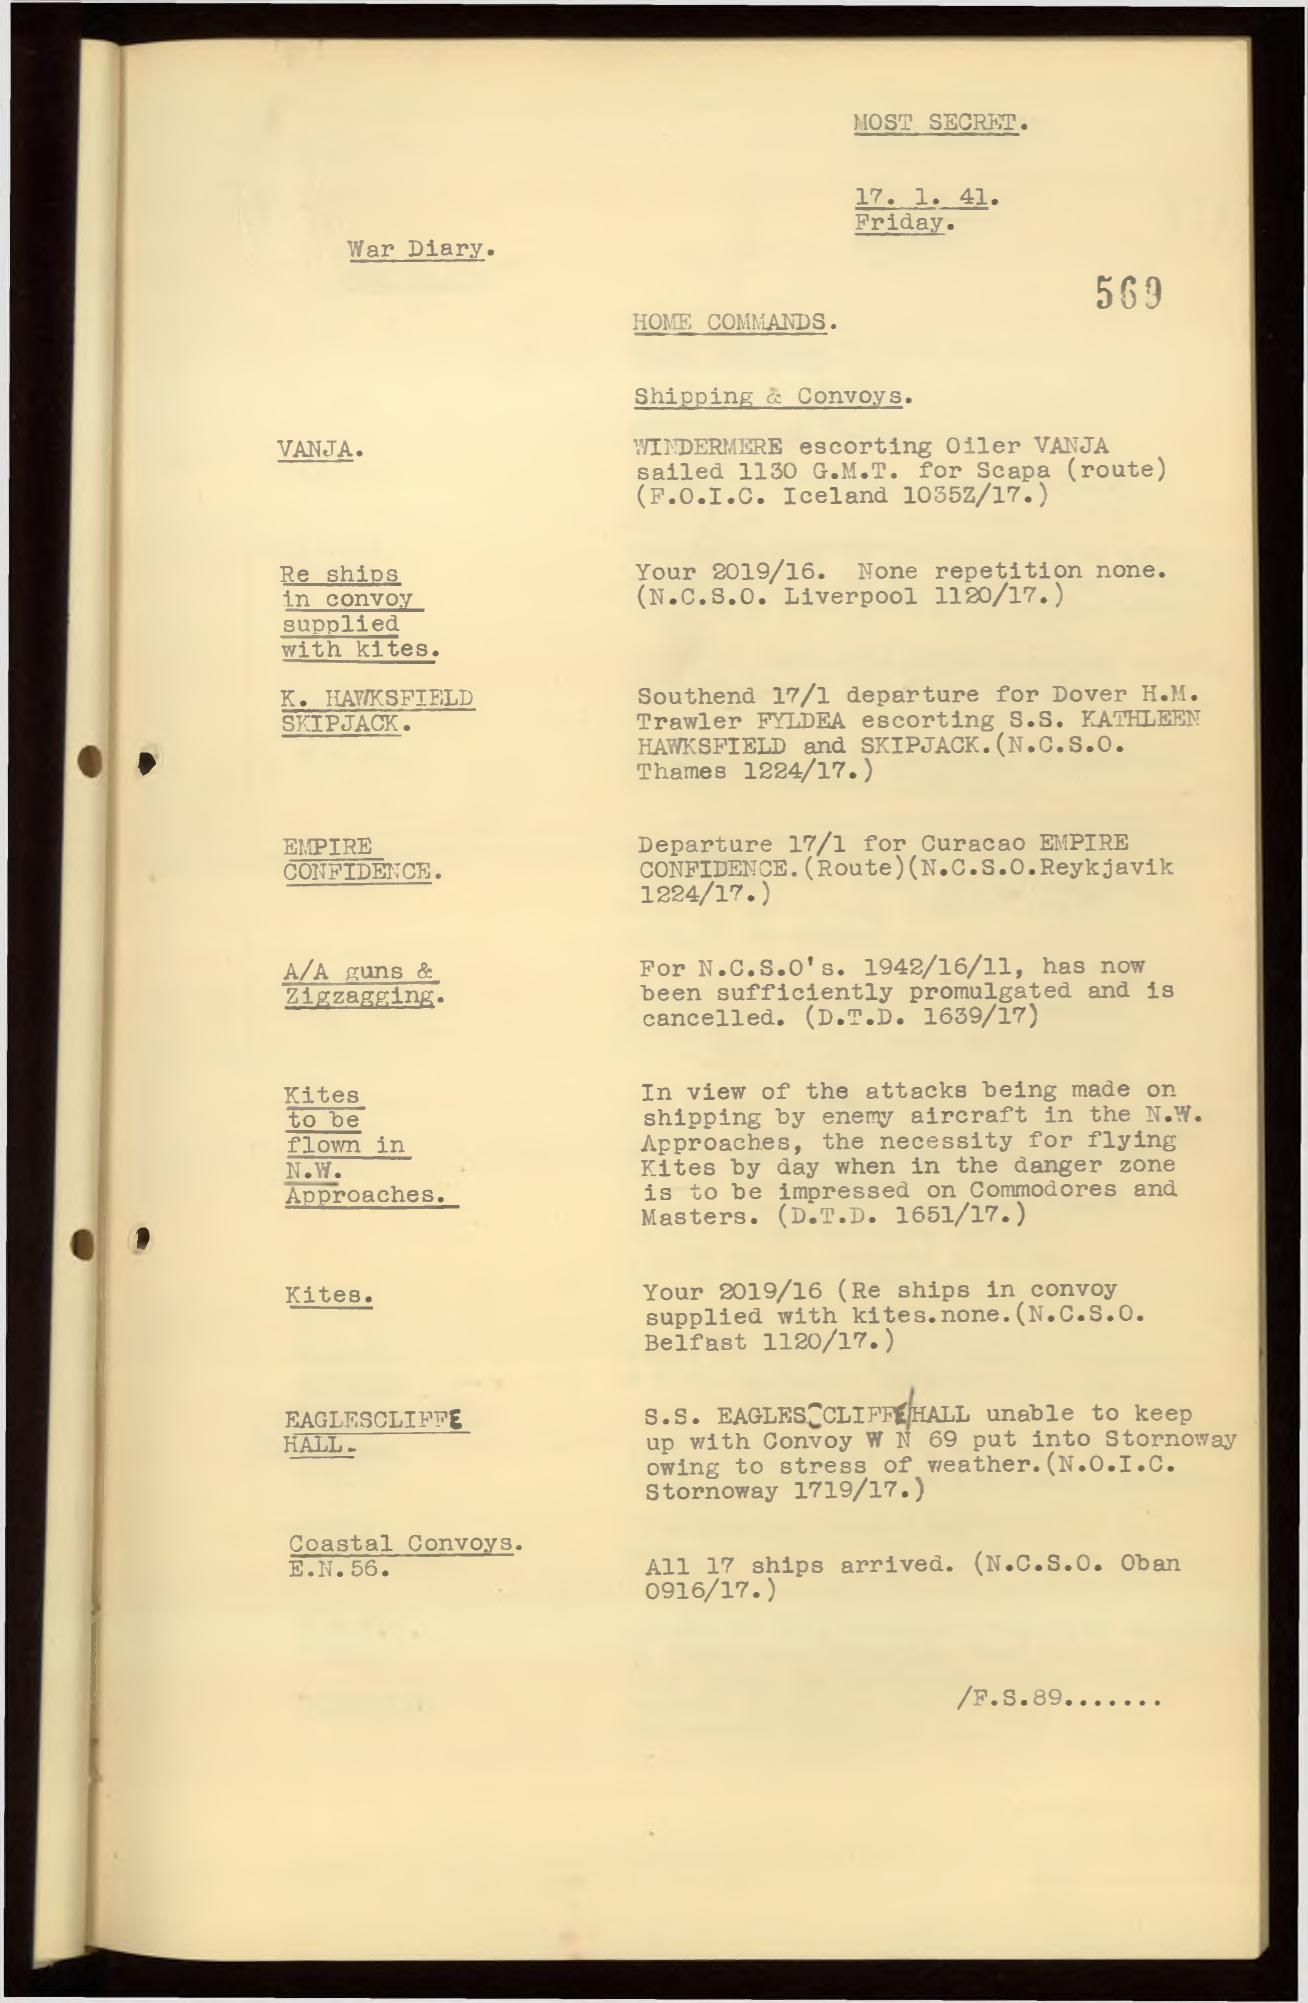 MOST SECRET.
17. 1. 41.
Friday.
War Diary.
569
HOME COMMANDS.
Shipping & Convoys.
VANJA.
WINDERMERE escorting Oiler VANJA
sailed 1130 G.M.T. for Scapa (route)
(F.O.I.C. Iceland 1035Z/17.)
Re ships
in convoy
supplied
with kites.
Your 2019/16. None repetition none.
(N.C.S.O. Liverpool 1120/17.)
K. HAWKSFIELD
SKIPJACK.
Southend 17/1 departure for Dover H.M.
Trawler FYLDEA escorting S.S. KATHLEEN
HAWKSFIELD and SKIPJACK.(N.C.S.O.
Thames 1224/17.)
EMPIRE
CONFIDENCE.
Departure 17/1 for Curacao EMPIRE
CONFIDENCE.(Route)(N.C.S.O.Reykjavik
1224/17.)
A/A guns &
Zigzagging.
For N.C.S.O's. 1942/16/11, has now
been sufficiently promulgated and is
cancelled. (D.T.D. 1639/17)
Kites
to be
flown in
N.W.
Approaches.
In view of the attacks being made on
shipping by enemy aircraft in the N.W.
Approaches, the necessity for flying
Kites by day when in the danger zone
is to be impressed on Commodores and
Masters. (D.T.D. 1651/17.)
Kites.
Your 2019/16 (Re ships in convoy
supplied with kites.none.(N.C.S.O.
Belfast 1120/17.)
EAGLESCLIFFE
HALL.
S.S. EAGLESCLIFFE/HALL unable to keep
up with Convoy W N 69 put into Stornoway
owing to stress of weather.(N.O.I.C.
Stornoway 1719/17.)
Coastal Convoys.
E.N.56.
All 17 ships arrived. (N.C.S.O. Oban
0916/17.)
/F.S.89.......